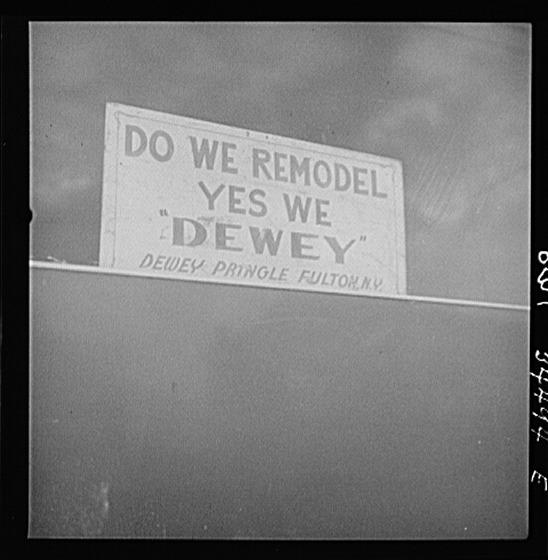 DO WE REMODEL
YES WE
"DEWEY"
DEWEY PRINGLE FULTON, N.Y.